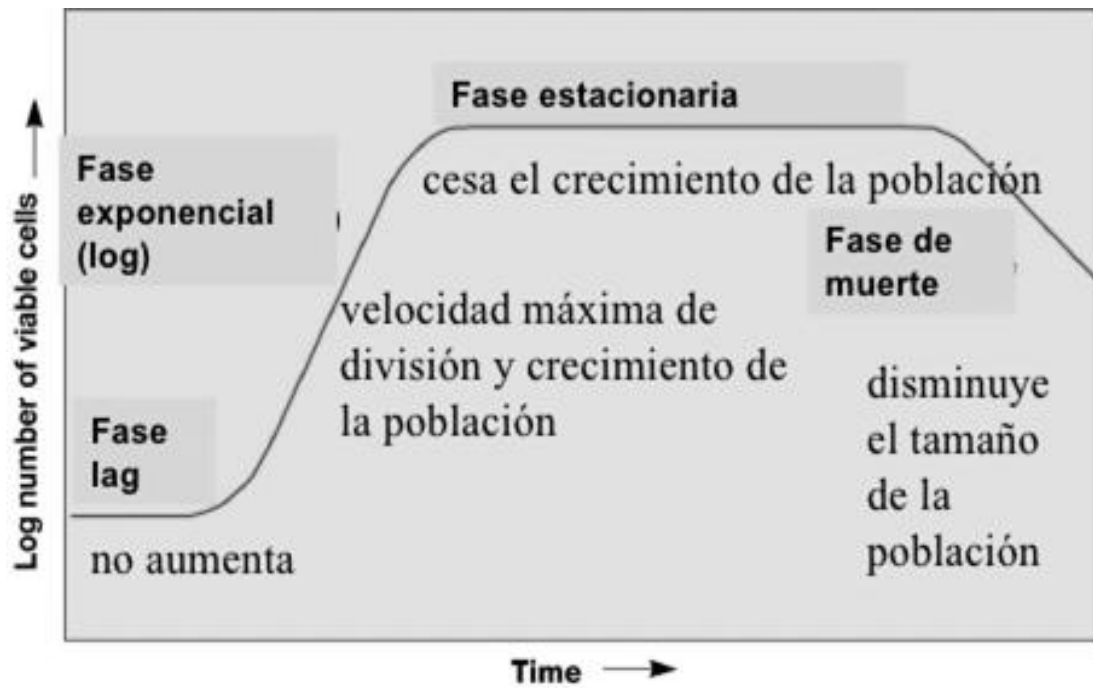 Fase estacionaria
Fase
exponencial
(log)
cesa el crecimiento de la población
Fase de
muerte
velocidad máxima de
división y crecimiento de
la población
disminuye
el tamaño
de la
población
Fase
lag
no aumenta
Log number of viable cells
Time